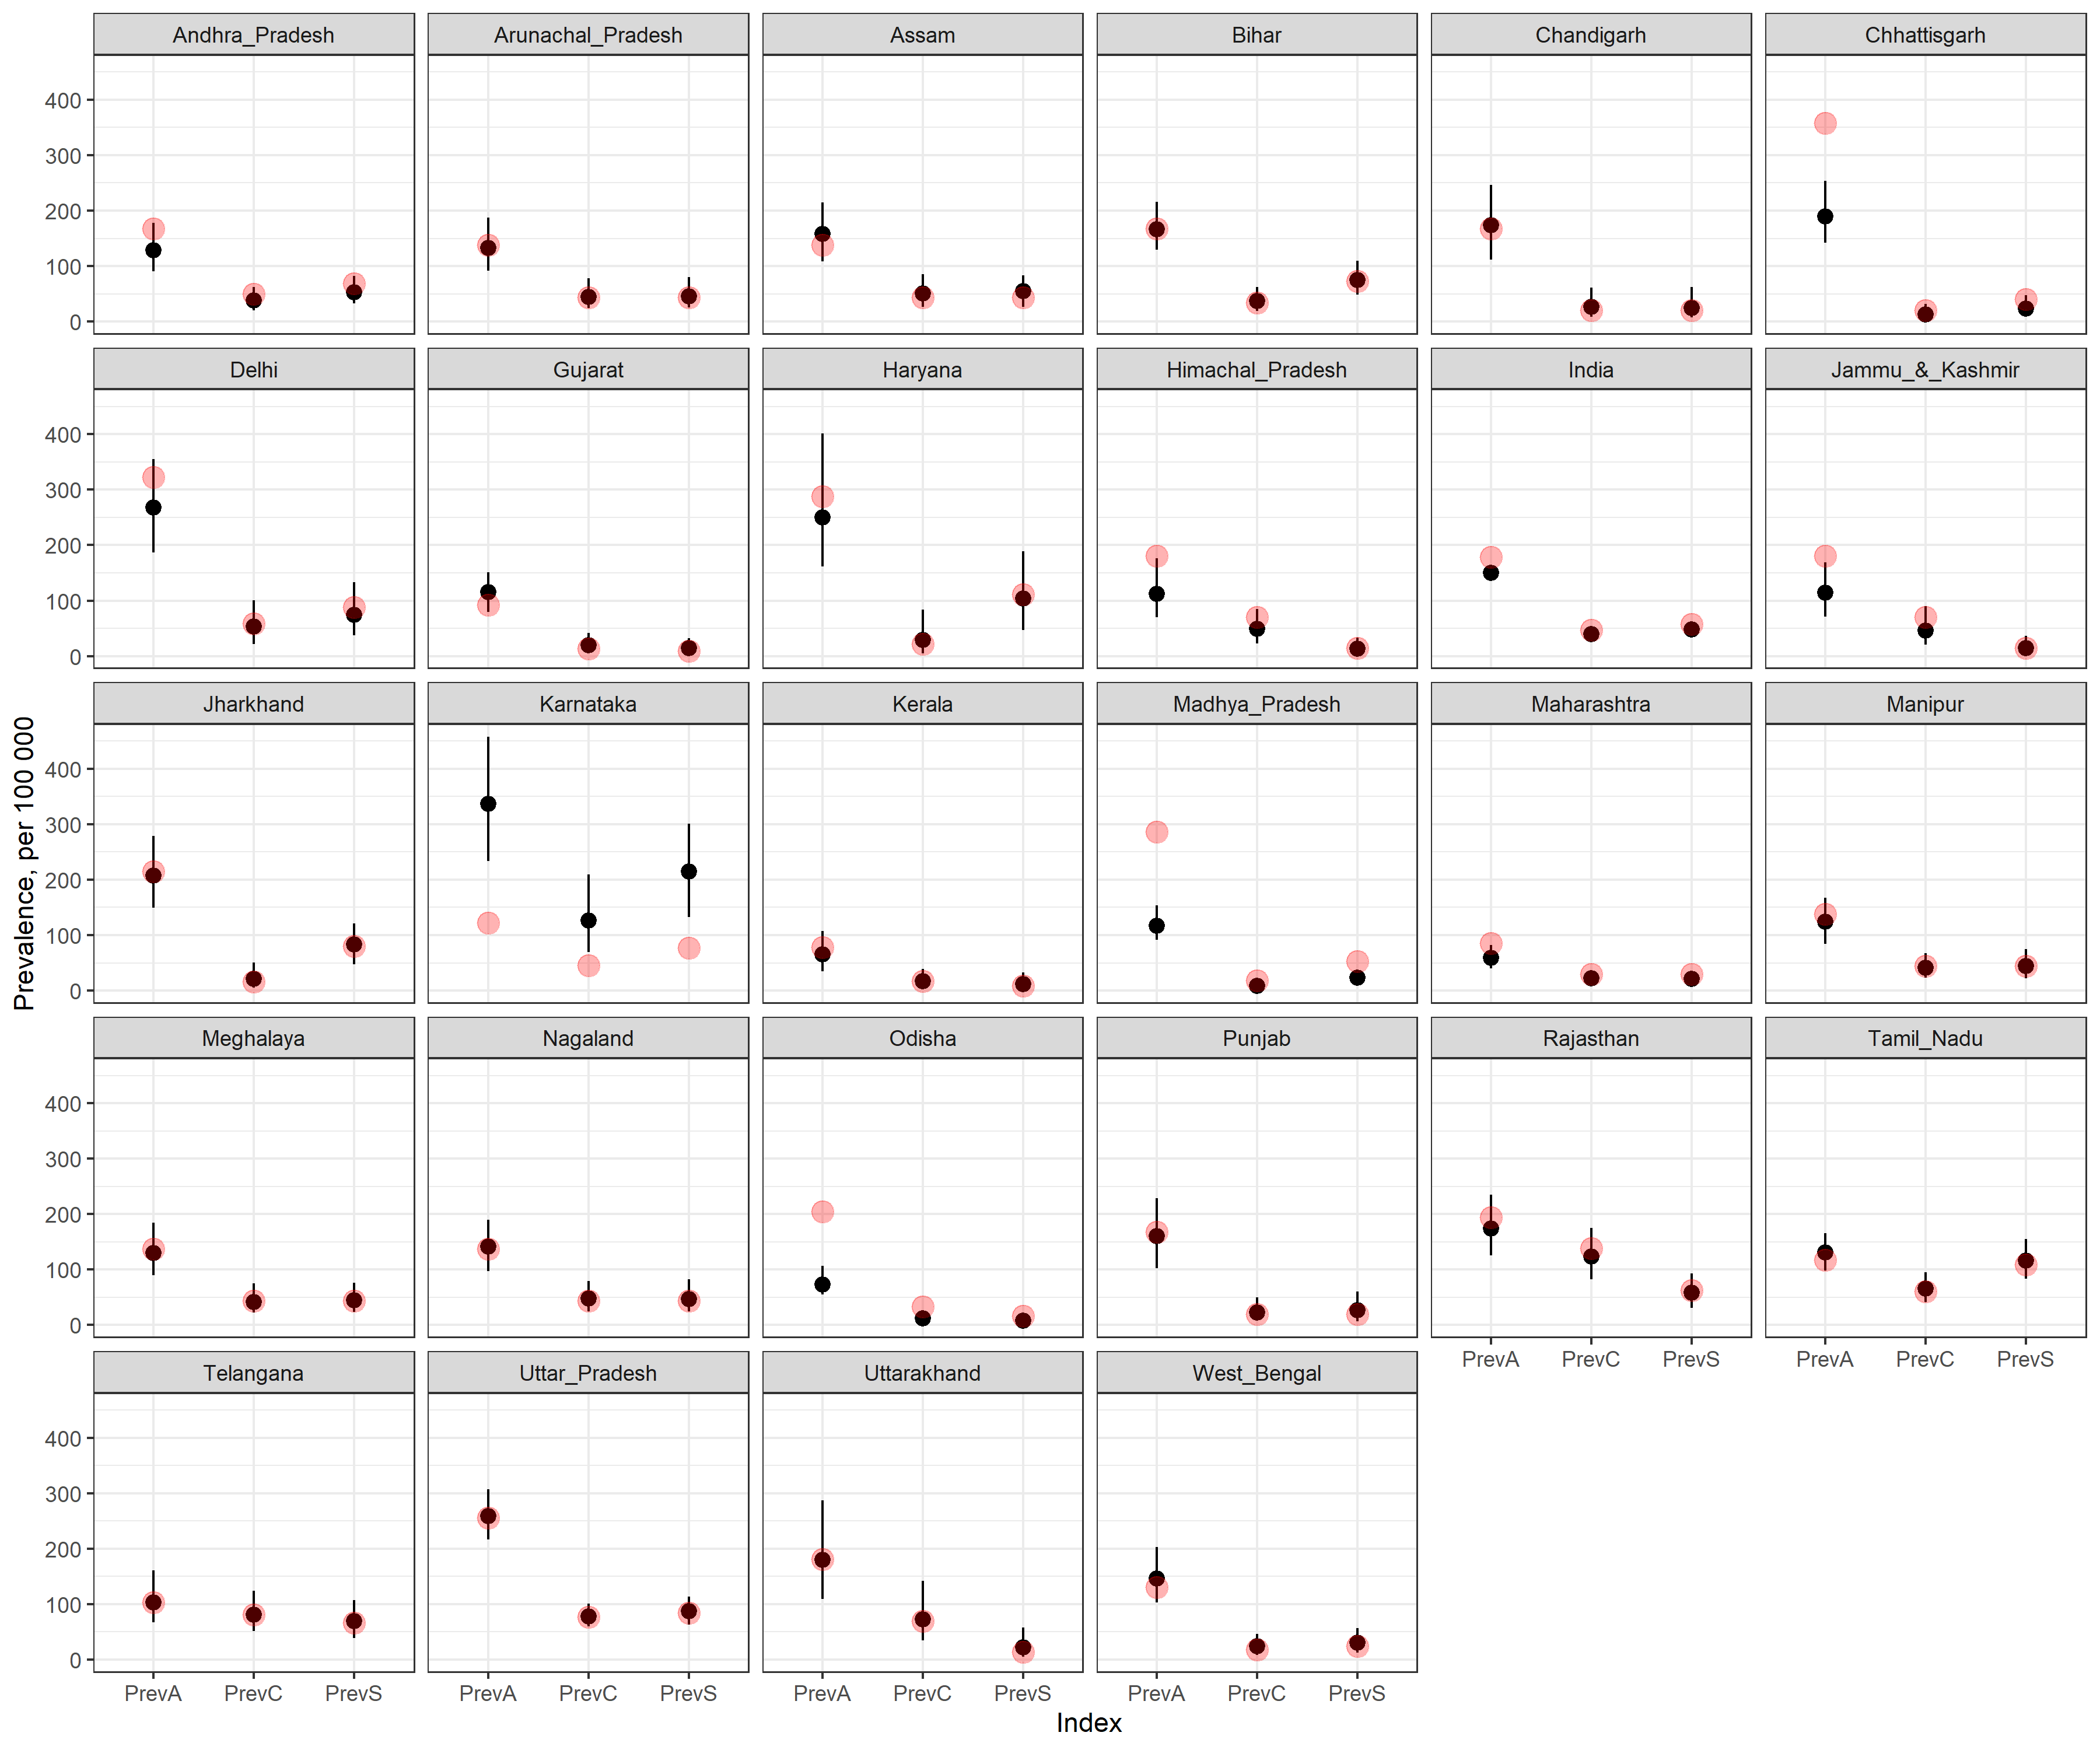 Andhra_Pradesh Arunachal_Pradesh Assam Bihar Chandigarh Chhattisgarh
400
300
200
100
0
Delhi Gujarat Haryana Himachal_Pradesh India Jammu_&_Kashmir
400
300
200
100
0
Jharkhand Karnataka Kerala Madhya_Pradesh Maharashtra Manipur
Prevalence, per 100 000
400
300
200
100
0
Meghalaya Nagaland Odisha Punjab Rajasthan Tamil_Nadu
400
300
200
100
0
PrevA PrevC PrevS PrevA PrevC PrevS
Telangana Uttar_Pradesh Uttarakhand West_Bengal
400
300
200
100
0
PrevA PrevC PrevS PrevA PrevC PrevS PrevA PrevC PrevS PrevA PrevC PrevS
Index